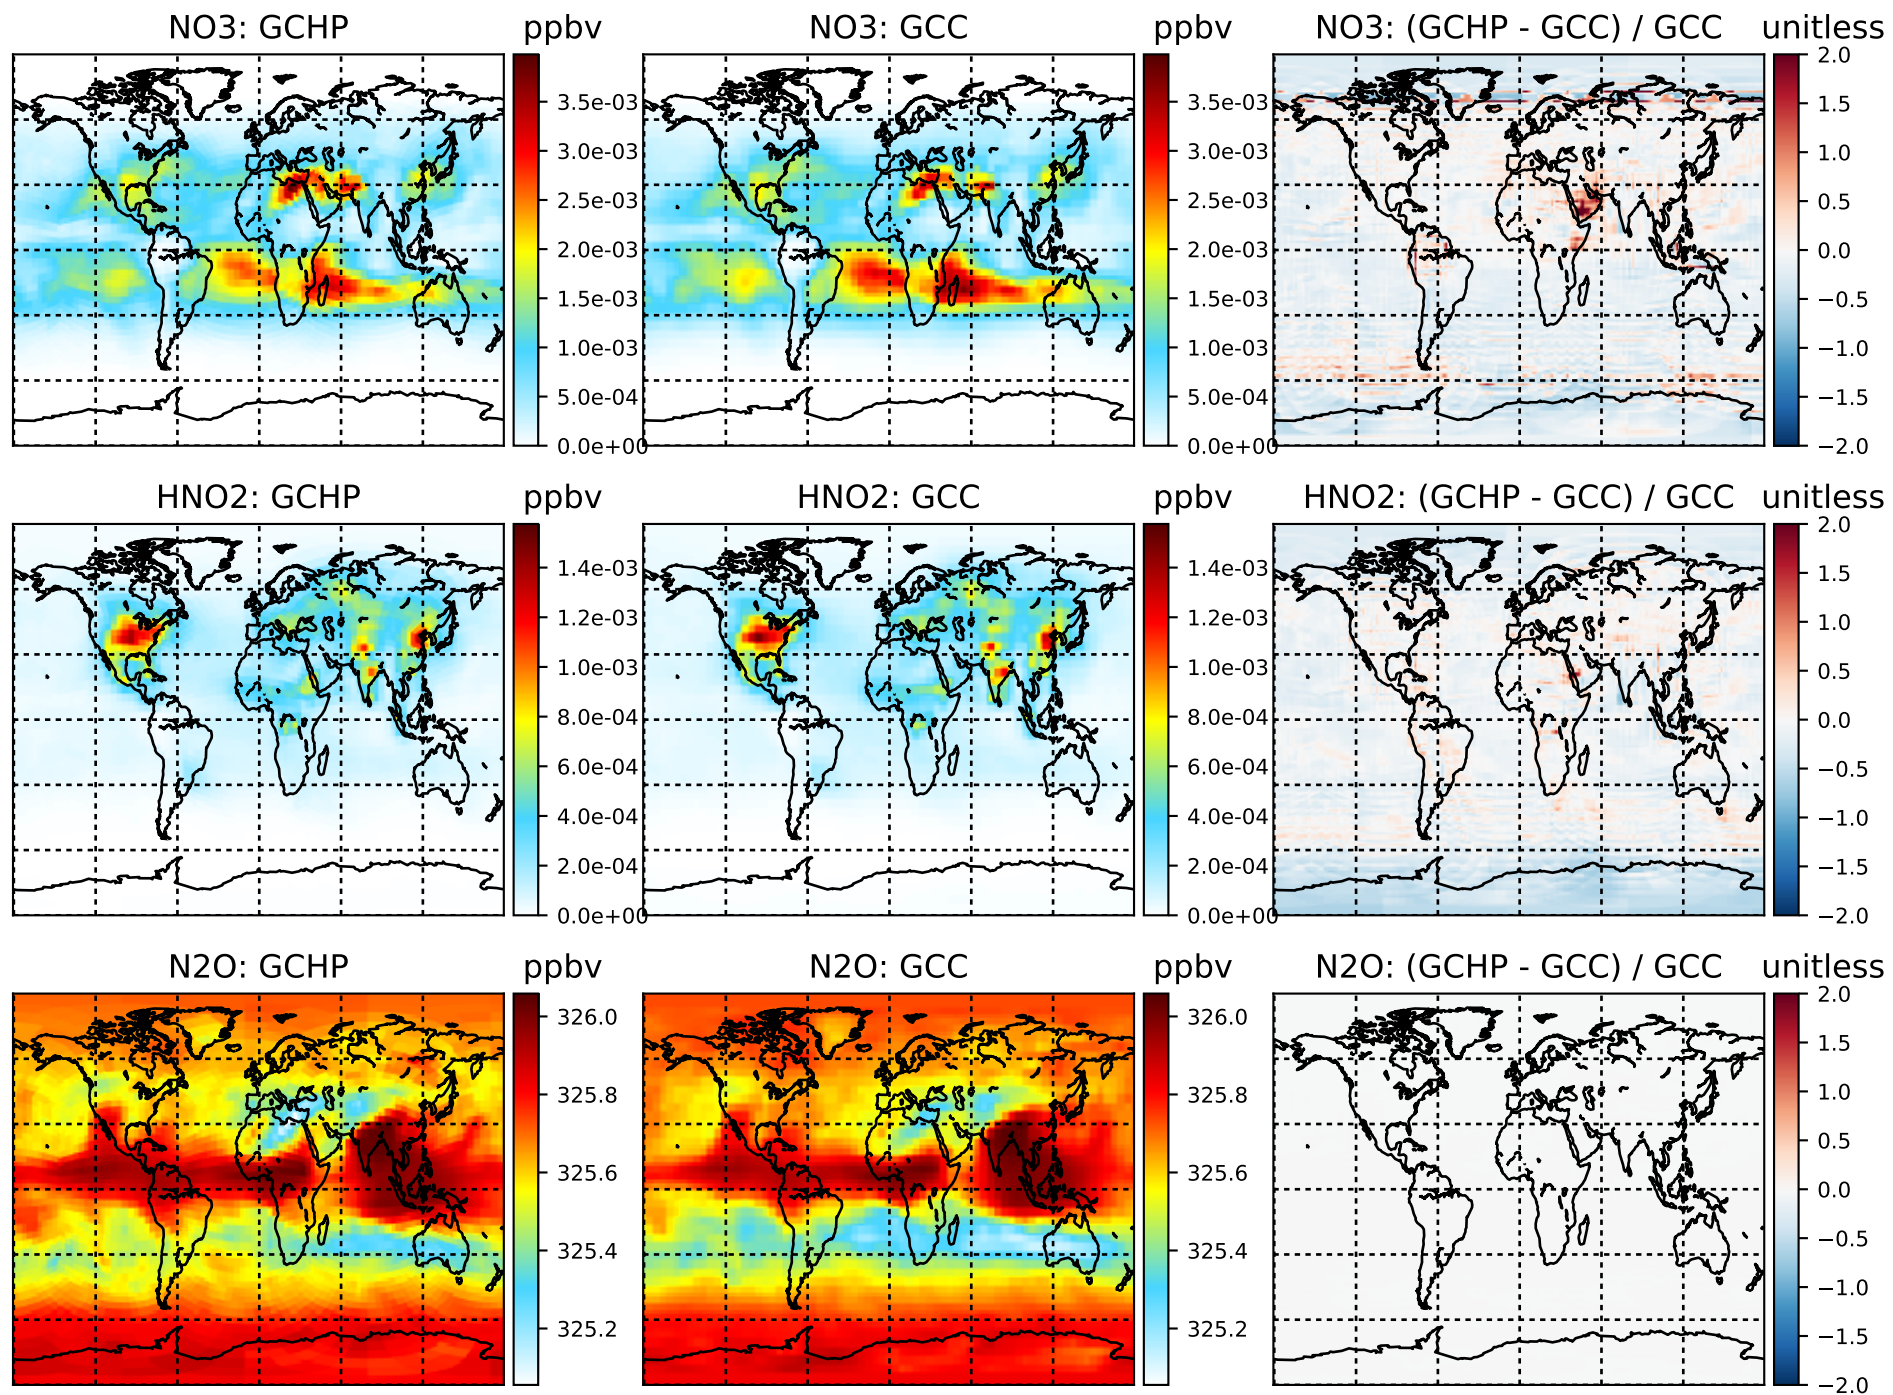 NO3: GCHP ppbv NO3: GCC ppbv NO3: (GCHP - GCC) / GCC unitless
3.5e-03 3.5e-03 2.0
3.0e-03 3.0e-03 1.5
2.5e-03 2.5e-03 1.0
2.0e-03 2.0e-03 0.5
1.5e-03 1.5e-03 0.0
1.0e-03 1.0e-03 −0.5
5.0e-04 5.0e-04 −1.0
0.0e+00 0.0e+00 −1.5
−2.0
HNO2: GCHP ppbv HNO2: GCC ppbv HNO2: (GCHP - GCC) / GCC unitless
1.4e-03 1.4e-03 2.0
1.2e-03 1.2e-03 1.5
1.0e-03 1.0e-03 1.0
8.0e-04 8.0e-04 0.5
6.0e-04 6.0e-04 0.0
4.0e-04 4.0e-04 −0.5
2.0e-04 2.0e-04 −1.0
0.0e+00 0.0e+00 −1.5
−2.0
N2O: GCHP ppbv N2O: GCC ppbv N2O: (GCHP - GCC) / GCC unitless
326.0 326.0 2.0
325.8 325.8 1.5
325.6 325.6 1.0
325.4 325.4 0.5
325.2 325.2 0.0
−0.5
−1.0
−1.5
−2.0